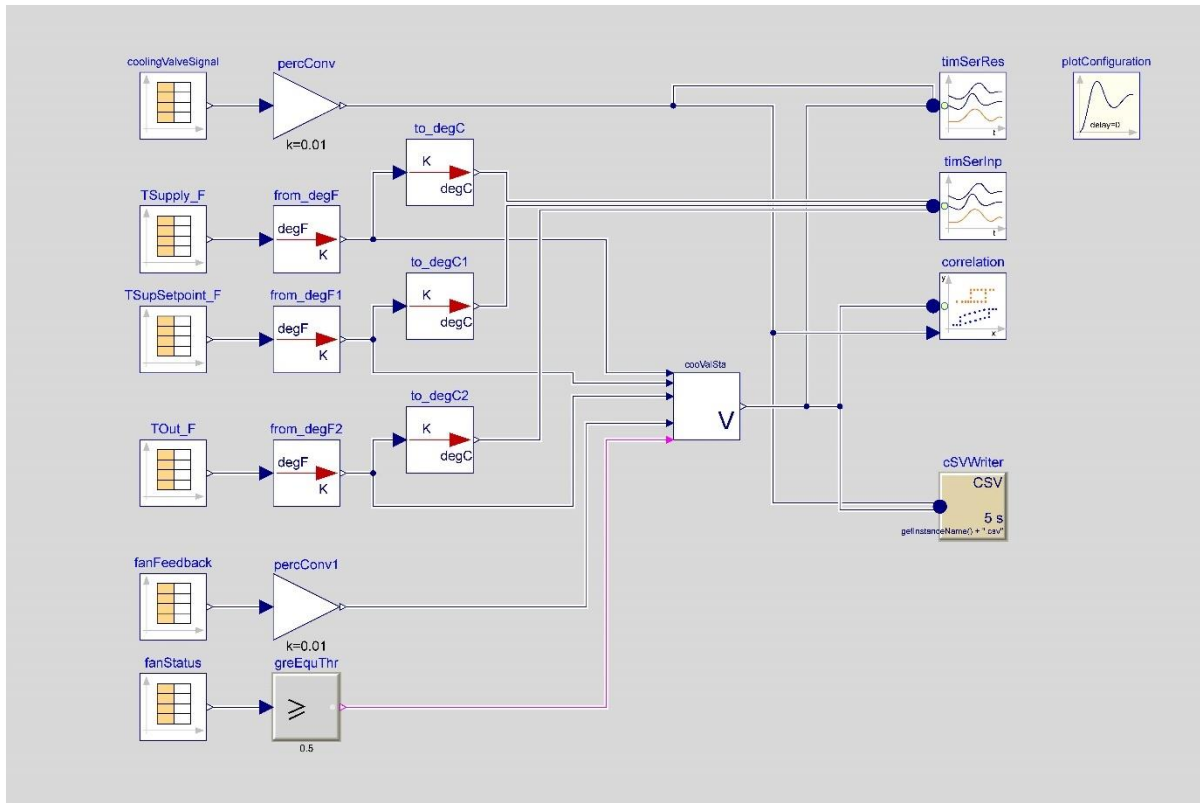 coolingValveSignal
percConv
k=0.01
timSerRes
t
plotConfiguration
delay=0
to_degC
K
degC
timSerInp
t
TSupply_F
from_degF
degF
K
to_degC1
K
degC
correlation
y
x
TSupSetpoint_F
from_degF1
degF
K
cooValSta
V
to_degC2
K
degC
TOut_F
from_degF2
degF
K
cSVWriter
CSV
5 s
getInstanceName() + ".csv"
fanFeedback
percConv1
k=0.01
fanStatus
greEquThr
≥
0.5